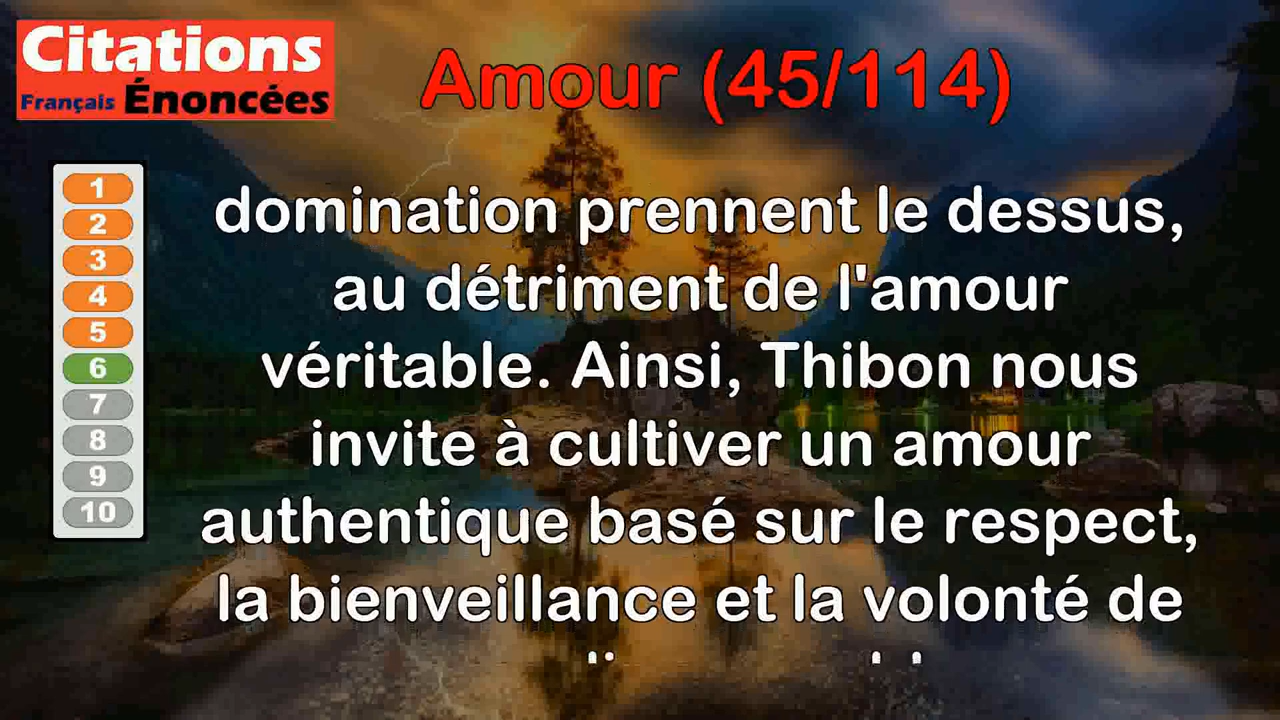 Citations
Français Énoncées
Amour (45/114)
1
2
3
4
5
6
7
8
9
10
domination prennent le dessus,
au détriment de l'amour
véritable. Ainsi, Thibon nous
invite à cultiver un amour
authentique basé sur le respect,
la bienveillance et la volonté de